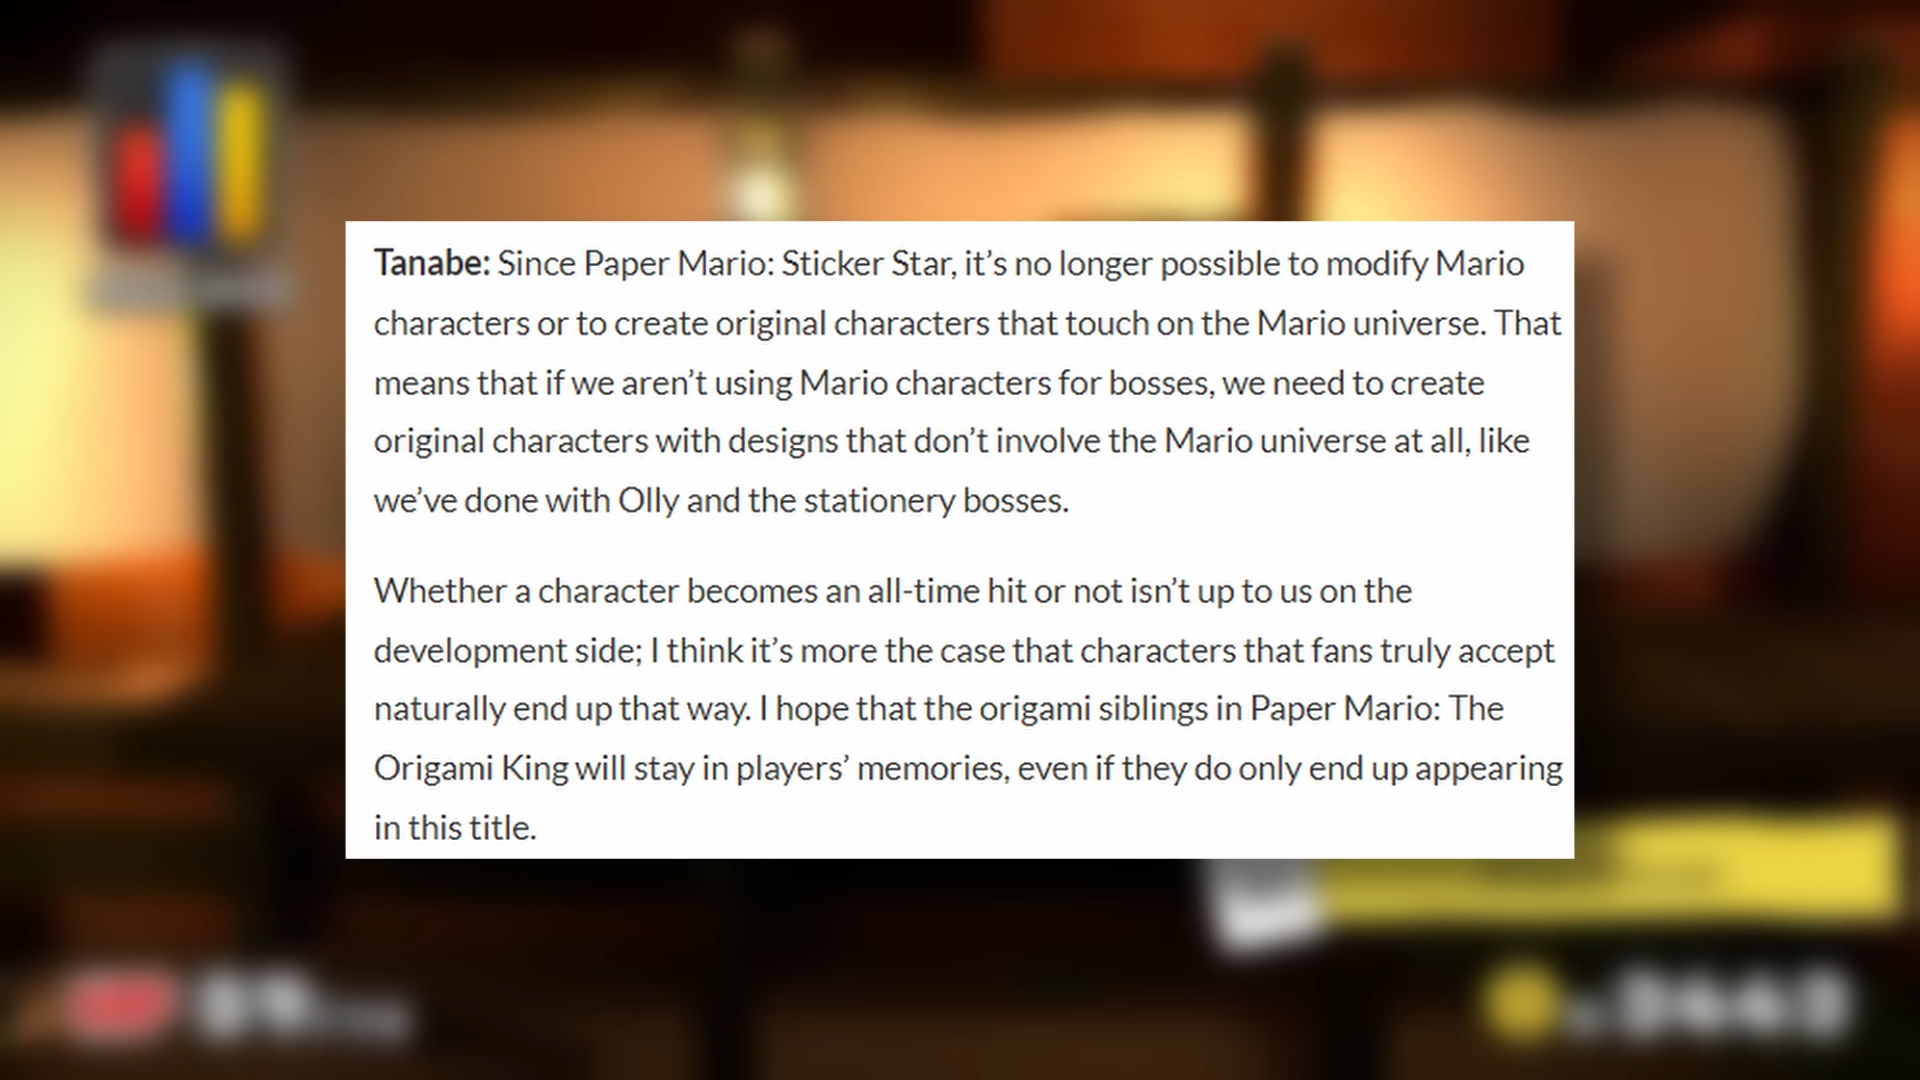 Tanabe: Since Paper Mario: Sticker Star, it’s no longer possible to modify Mario
characters or to create original characters that touch on the Mario universe. That
means that if we aren’t using Mario characters for bosses, we need to create
original characters with designs that don’t involve the Mario universe at all, like
we’ve done with Olly and the stationery bosses.
Whether a character becomes an all-time hit or not isn’t up to us on the
development side; I think it’s more the case that characters that fans truly accept
naturally end up that way. I hope that the origami siblings in Paper Mario: The
Origami King will stay in players’ memories, even if they do only end up appearing
in this title.